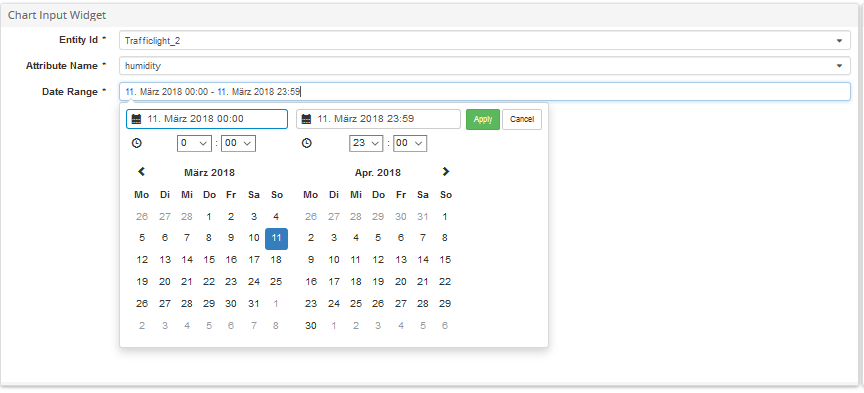 Chart Input Widget
Entity Id * Trafficlight_2
Attribute Name * humidity
Date Range * 11. März 2018 00:00 - 11. März 2018 23:59
11. März 2018 00:00 11. März 2018 23:59 Apply Cancel
0 : 00 23 : 00
März 2018 Apr. 2018
Mo Di Mi Do Fr Sa So Mo Di Mi Do Fr Sa So
26 27 28 1 2 3 4 26 27 28 29 30 31 1
5 6 7 8 9 10 11 2 3 4 5 6 7 8
12 13 14 15 16 17 18 9 10 11 12 13 14 15
19 20 21 22 23 24 25 16 17 18 19 20 21 22
26 27 28 29 30 31 1 23 24 25 26 27 28 29
2 3 4 5 6 7 8 30 1 2 3 4 5 6